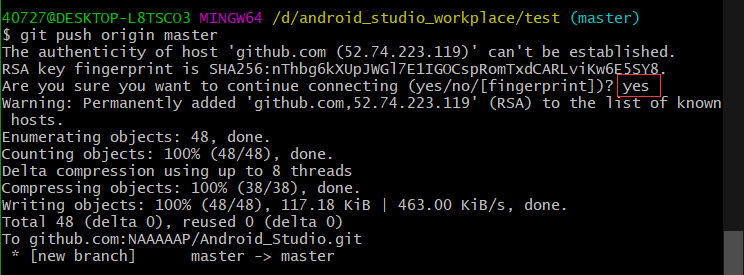 40727@DESKTOP-L8TSCO3 MINGW64 /d/android_studio_workplace/test (master)
$ git push origin master
The authenticity of host 'github.com (52.74.223.119)' can't be established.
RSA key fingerprint is SHA256:nThbg6kXUpJWGl7E1IGOCspRomTxdCARLviKw6E5SY8.
Are you sure you want to continue connecting (yes/no/[fingerprint])? yes
Warning: Permanently added 'github.com,52.74.223.119' (RSA) to the list of known
 hosts.
Enumerating objects: 48, done.
Counting objects: 100% (48/48), done.
Delta compression using up to 8 threads
Compressing objects: 100% (38/38), done.
Writing objects: 100% (48/48), 117.18 KiB | 463.00 KiB/s, done.
Total 48 (delta 0), reused 0 (delta 0)
To github.com:NAAAAAP/Android_Studio.git
 * [new branch]      master -> master